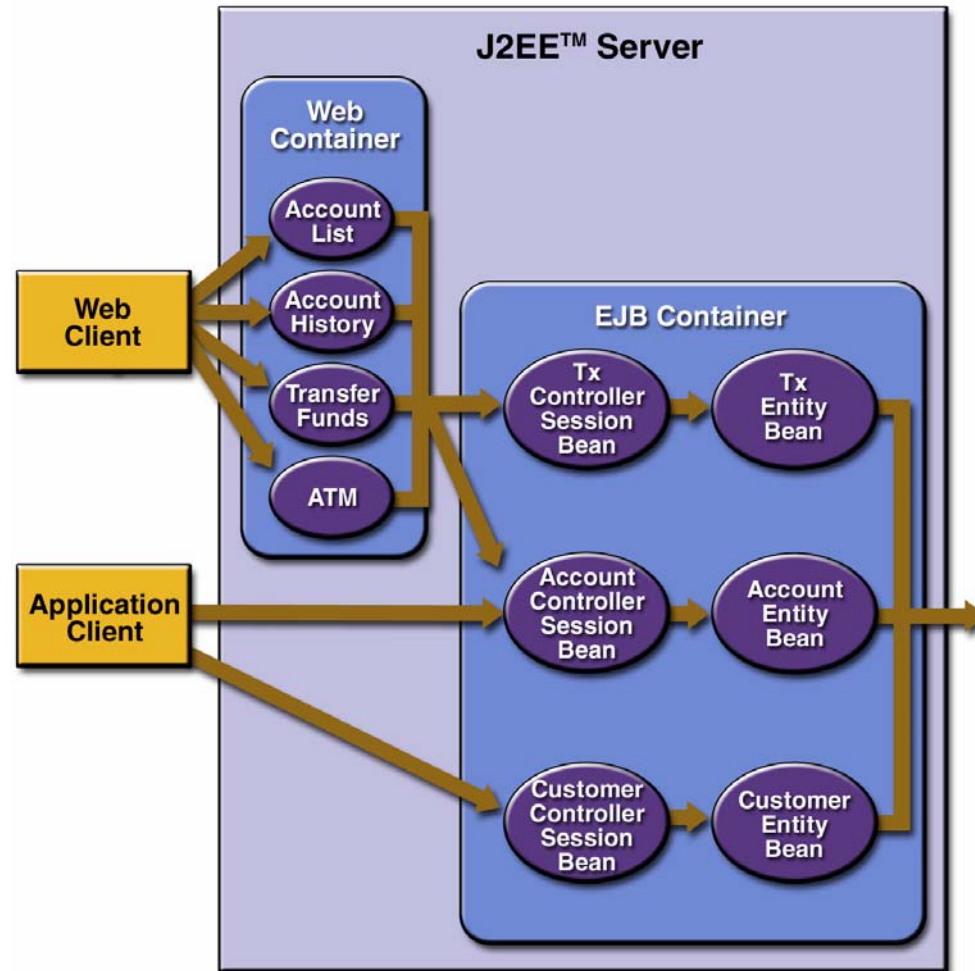 J2EE™ Server
Web
Container
Account
List
Account
History
Transfer
Funds
ATM
Web
Client
Application
Client
EJB Container
Tx
Controller
Session
Bean
Tx
Entity
Bean
Account
Controller
Session
Bean
Account
Entity
Bean
Customer
Controller
Session
Bean
Customer
Entity
Bean